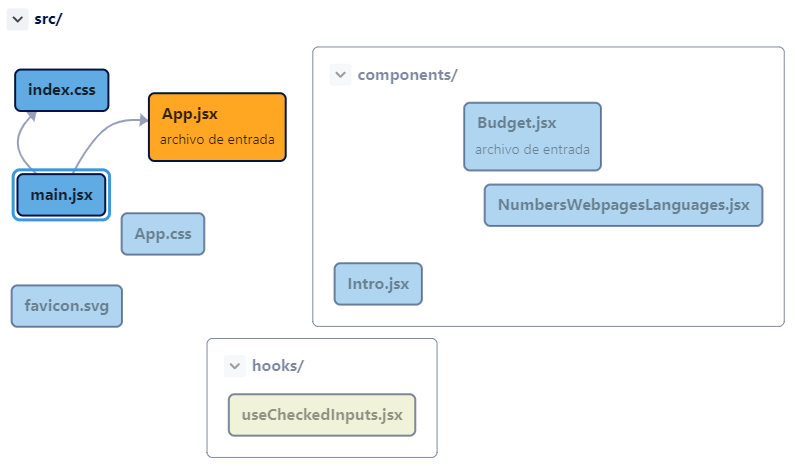 src/
index.css
App.jsx
archivo de entrada
main.jsx
App.css
favicon.svg
components/
Budget.jsx
archivo de entrada
NumbersWebpagesLanguages.jsx
Intro.jsx
hooks/
useCheckedInputs.jsx